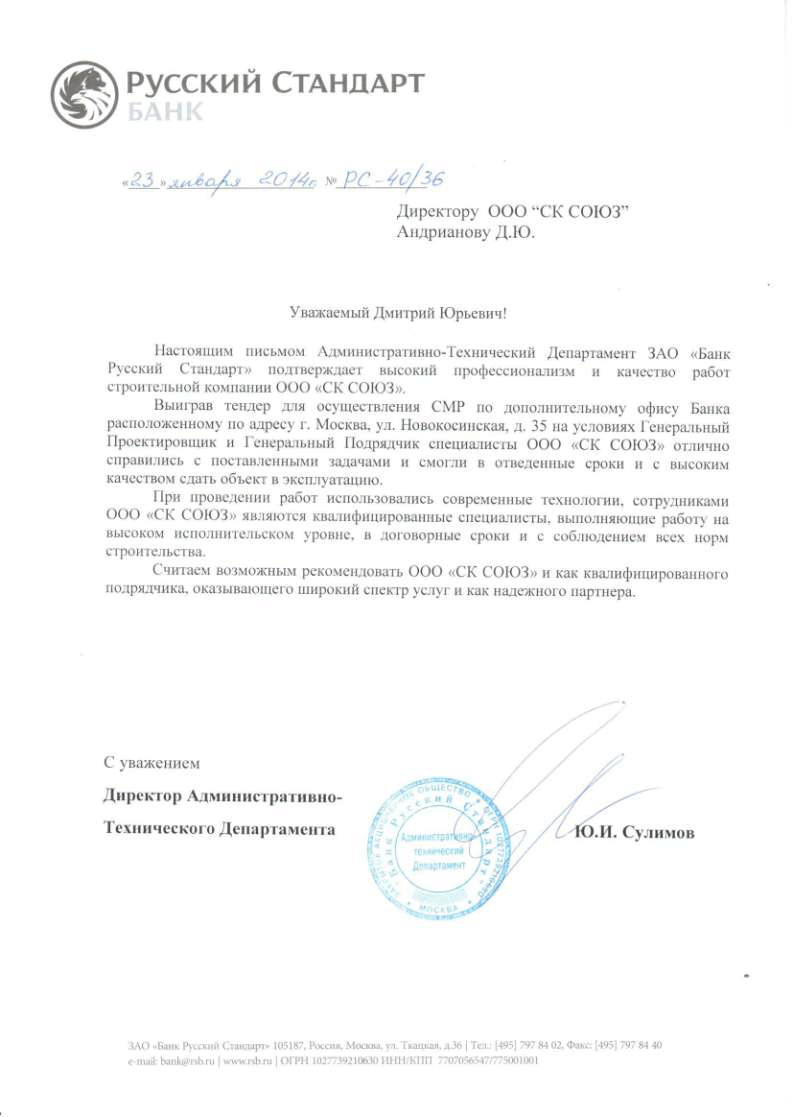 РУССКИЙ СТАНДАРТ
БАНК
«23» января 2014г. № РС-40/36
Директору ООО “СК СОЮЗ”
Андрианову Д.Ю.
Уважаемый Дмитрий Юрьевич!
Настоящим письмом Административно-Технический Департамент ЗАО «Банк
Русский Стандарт» подтверждает высокий профессионализм и качество работ
строительной компании ООО «СК СОЮЗ».
Выиграв тендер для осуществления СМР по дополнительному офису Банка
расположенному по адресу г. Москва, ул. Новокосинская, д. 35 на условиях Генеральный
Проектировщик и Генеральный Подрядчик специалисты ООО «СК СОЮЗ» отлично
справились с поставленными задачами и смогли в отведенные сроки и с высоким
качеством сдать объект в эксплуатацию.
При проведении работ использовались современные технологии, сотрудниками
ООО «СК СОЮЗ» являются квалифицированные специалисты, выполняющие работу на
высоком исполнительском уровне, в договорные сроки и с соблюдением всех норм
строительства.
Считаем возможным рекомендовать ООО «СК СОЮЗ» и как квалифицированного
подрядчика, оказывающего широкий спектр услуг и как надежного партнера.
С уважением
Директор Административно-
Технического Департамента
Ю.И. Сулимов
ЗАКРЫТОЕ АКЦИОНЕРНОЕ ОБЩЕСТВО * ОГРН 1027739210630
* МОСКВА *
"Банк Русский Стандарт"
Административно
технический
Департамент
ЗАО «Банк Русский Стандарт» 105187, Россия, Москва, ул. Ткацкая, д.36 | Тел.: [495] 797 84 02, Факс: [495] 797 84 40
e-mail: bank@rsb.ru | www.rsb.ru | ОГРН 1027739210630 ИНН/КПП 7707056547/775001001